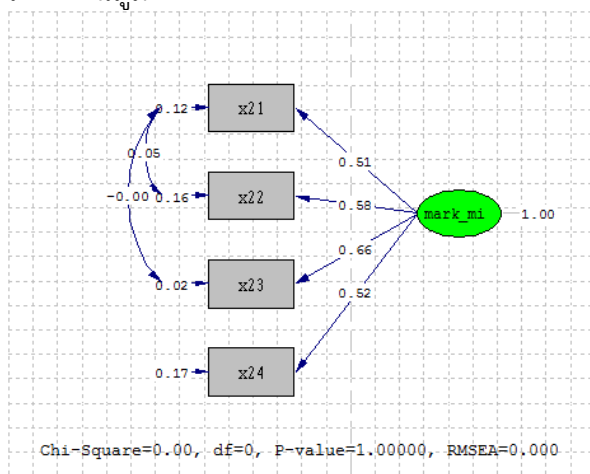 0.12 x21
0.51
0.05
-0.00 0.16 x22 0.58 mark_mi 1.00
0.66
0.02 x23 0.52
0.17 x24
Chi-Square=0.00, df=0, P-value=1.00000, RMSEA=0.000